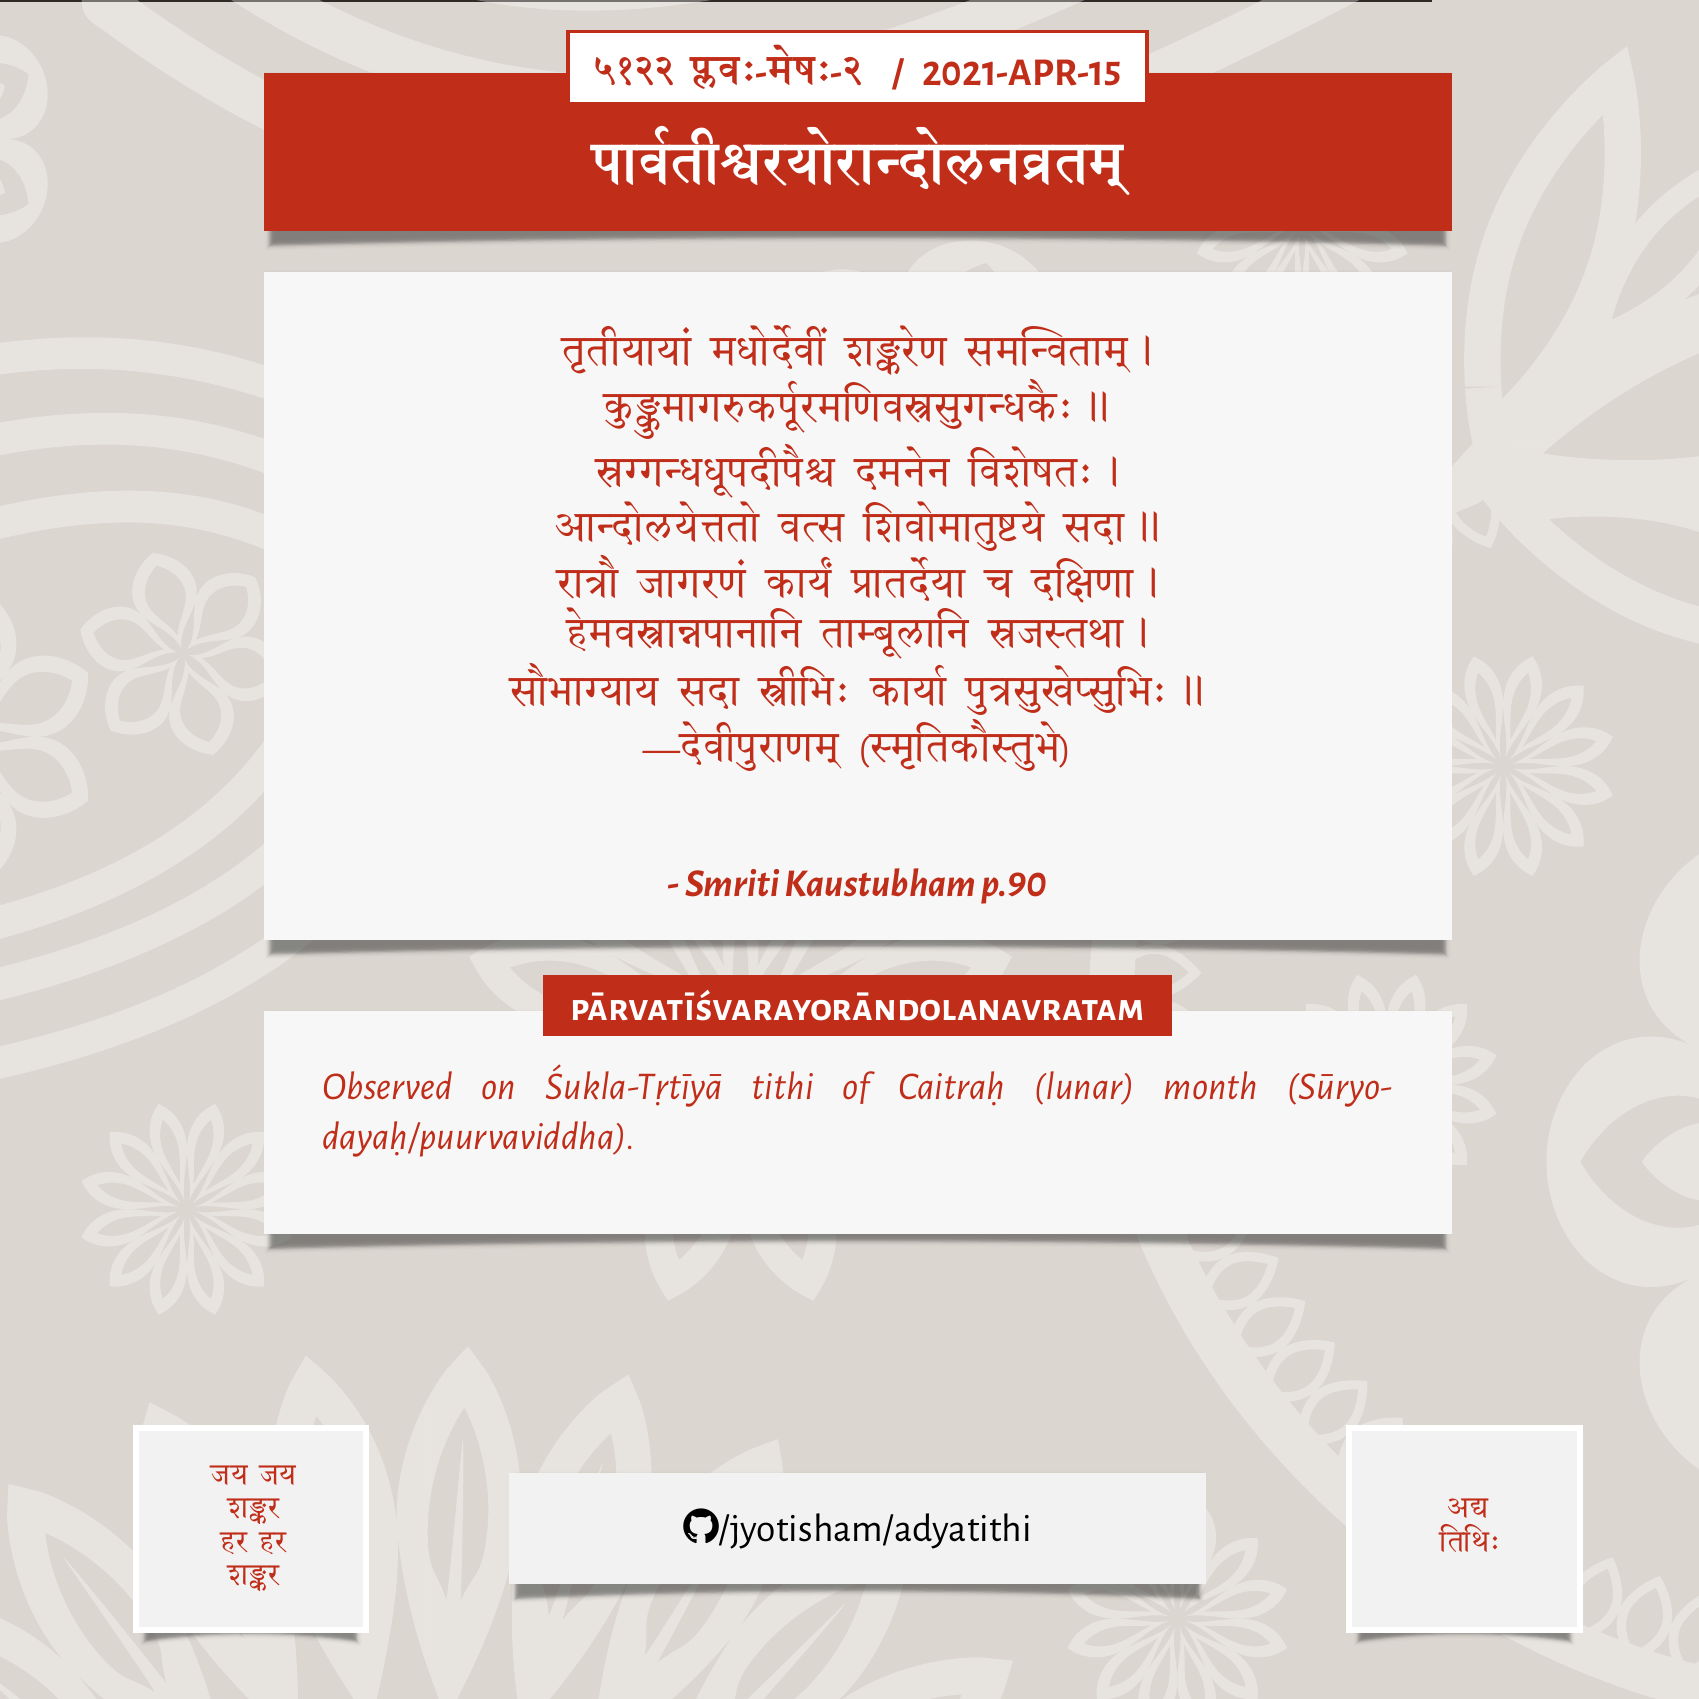 ५१२२ प्लवः-मेषः-२ / 2021-APR-15
पार्वतीश्वरयोरान्दोलनव्रतम्
तृतीयायां मधोर्देवीं शङ्करेण समन्विताम् ।
कुङ्कुमागरुकर्पूरमणिवस्त्रसुगन्धकैः ॥
स्रग्गन्धधूपदीपैश्च दमनेन विशेषतः ।
आन्दोलयेत्ततो वत्स शिवोमातुष्टये सदा ॥
रात्रौ जागरणं कार्यं प्रातर्देया च दक्षिणा ।
हेमवस्त्रान्नपानानि ताम्बूलानि स्रजस्तथा ।
सौभाग्याय सदा स्त्रीभिः कार्या पुत्रसुखेप्सुभिः ॥
—देवीपुराणम् (स्मृतिकौस्तुभे)
- Smriti Kaustubham p.90
PĀRVATĪŚVARAYORĀNDOLANAVRATAM
Observed on Śukla-Tṛtīyā tithi of Caitraḥ (lunar) month (Sūryo-
dayaḥ/puurvaviddha).
जय जय
शङ्कर
हर हर
शङ्कर
/jyotisham/adyatithi
अद्य
तिथिः